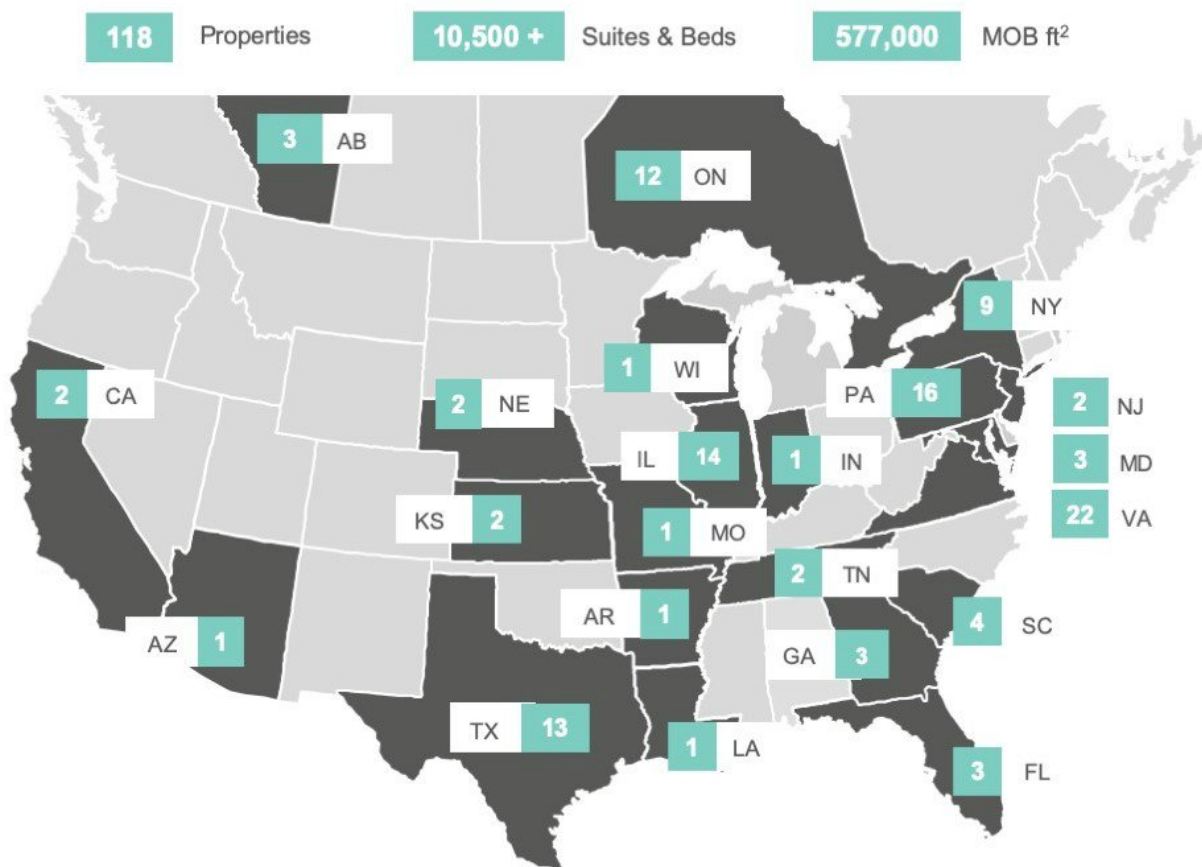 118 Properties 10,500 + Suites & Beds 577,000 MOB ft²
3 AB
12 ON
9 NY
1 WI
2 CA
2 NE
PA 16
2 NJ
IL 14
1 IN
3 MD
KS 2
1 MO
22 VA
2 TN
AR 1
4 SC
AZ 1
GA 3
TX 13
1 LA
3 FL